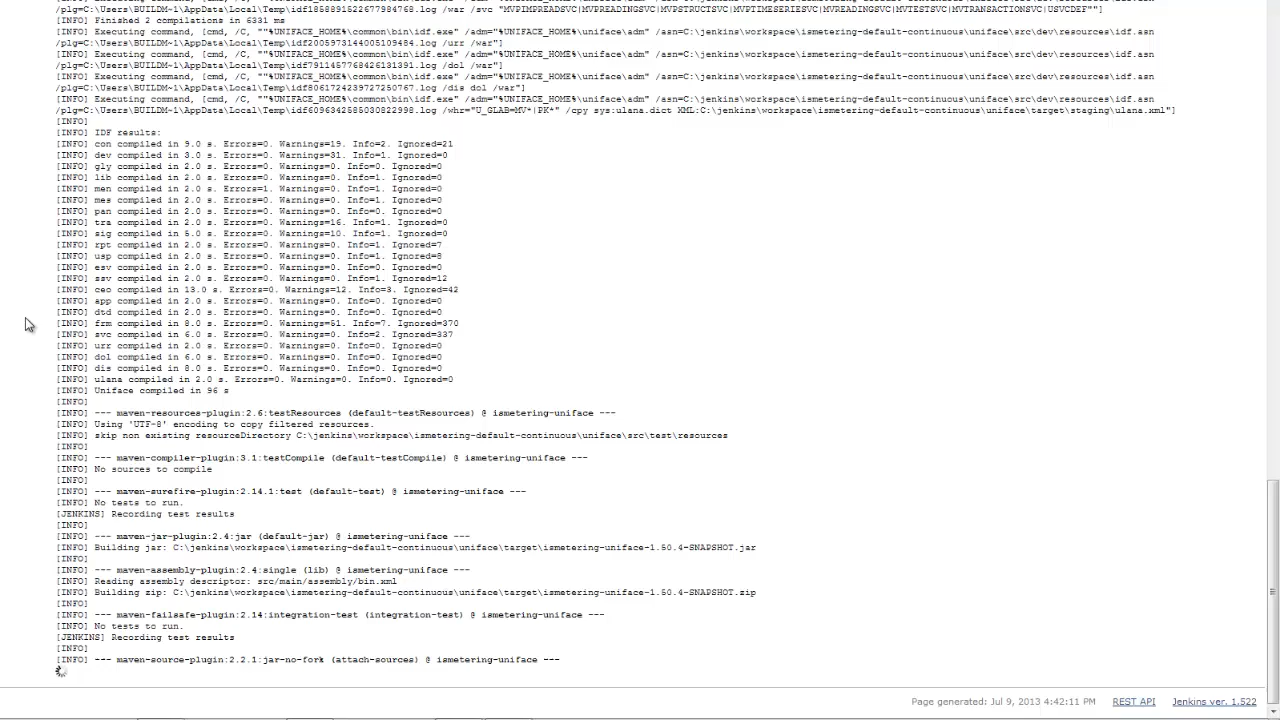 /plg=C:\Users\BUILDM~1\AppData\Local\Temp\idf1858891622677984768.log /war /svc "MVPIMPREADSVC|MVPREADINGSVC|MVPSTRUCTSVC|MVPTIMESERIESVC|MVPTSTSVC|MVPTSVC|MVPTXNTRANSACTIONSVC|USVCDEF""]
[INFO] Finished 2 compilations in 6331 ms
[INFO] Executing command, [cmd, /C, ""%UNIFACE_HOME%\common\bin\idf.exe" /adm="%UNIFACE_HOME%\uniface\adm" /asn=C:\jenkins\workspace\ismetering-default-continuous\uniface\src\dev\resources\idf.asn
/plg=C:\Users\BUILDM~1\AppData\Local\Temp\idf2005973144005109484.log /urr /war"]
[INFO] Executing command, [cmd, /C, ""%UNIFACE_HOME%\common\bin\idf.exe" /adm="%UNIFACE_HOME%\uniface\adm" /asn=C:\jenkins\workspace\ismetering-default-continuous\uniface\src\dev\resources\idf.asn
/plg=C:\Users\BUILDM~1\AppData\Local\Temp\idf7911457768426131391.log /dol /war"]
[INFO] Executing command, [cmd, /C, ""%UNIFACE_HOME%\common\bin\idf.exe" /adm="%UNIFACE_HOME%\uniface\adm" /asn=C:\jenkins\workspace\ismetering-default-continuous\uniface\src\dev\resources\idf.asn
/plg=C:\Users\BUILDM~1\AppData\Local\Temp\idf8061724239727250767.log /dis dol /war"]
[INFO] Executing command, [cmd, /C, ""%UNIFACE_HOME%\common\bin\idf.exe" /adm="%UNIFACE_HOME%\uniface\adm" /asn=C:\jenkins\workspace\ismetering-default-continuous\uniface\src\dev\resources\idf.asn
/plg=C:\Users\BUILDM~1\AppData\Local\Temp\idf6096342685030822998.log /whr="U_GLAB=MV*|PK*" /cpy sys:ulana.dict XML:C:\jenkins\workspace\ismetering-default-continuous\uniface\target\staging\ulana.xml"]
[INFO]
[INFO] IDF results:
[INFO] con compiled in 9.0 s. Errors=0. Warnings=19. Info=2. Ignored=21
[INFO] dev compiled in 3.0 s. Errors=0. Warnings=31. Info=1. Ignored=0
[INFO] gly compiled in 2.0 s. Errors=0. Warnings=0. Info=0. Ignored=0
[INFO] lib compiled in 2.0 s. Errors=0. Warnings=0. Info=1. Ignored=0
[INFO] men compiled in 2.0 s. Errors=0. Warnings=1. Info=1. Ignored=0
[INFO] mes compiled in 2.0 s. Errors=0. Warnings=0. Info=1. Ignored=0
[INFO] pan compiled in 2.0 s. Errors=0. Warnings=0. Info=0. Ignored=0
[INFO] tra compiled in 2.0 s. Errors=0. Warnings=16. Info=1. Ignored=0
[INFO] sig compiled in 5.0 s. Errors=0. Warnings=10. Info=1. Ignored=0
[INFO] rpt compiled in 2.0 s. Errors=0. Warnings=0. Info=1. Ignored=7
[INFO] usp compiled in 2.0 s. Errors=0. Warnings=0. Info=1. Ignored=8
[INFO] esv compiled in 2.0 s. Errors=0. Warnings=0. Info=0. Ignored=0
[INFO] ssv compiled in 2.0 s. Errors=0. Warnings=0. Info=1. Ignored=12
[INFO] ceo compiled in 13.0 s. Errors=0. Warnings=12. Info=3. Ignored=42
[INFO] app compiled in 2.0 s. Errors=0. Warnings=0. Info=0. Ignored=0
[INFO] dtd compiled in 2.0 s. Errors=0. Warnings=0. Info=0. Ignored=0
[INFO] frm compiled in 8.0 s. Errors=0. Warnings=51. Info=7. Ignored=370
[INFO] svc compiled in 6.0 s. Errors=0. Warnings=0. Info=2. Ignored=337
[INFO] urr compiled in 2.0 s. Errors=0. Warnings=0. Info=0. Ignored=0
[INFO] dol compiled in 6.0 s. Errors=0. Warnings=0. Info=0. Ignored=0
[INFO] dis compiled in 8.0 s. Errors=0. Warnings=0. Info=0. Ignored=0
[INFO] ulana compiled in 2.0 s. Errors=0. Warnings=0. Info=0. Ignored=0
[INFO] Uniface compiled in 96 s
[INFO]
[INFO] --- maven-resources-plugin:2.6:testResources (default-testResources) @ ismetering-uniface ---
[INFO] Using 'UTF-8' encoding to copy filtered resources.
[INFO] skip non existing resourceDirectory C:\jenkins\workspace\ismetering-default-continuous\uniface\src\test\resources
[INFO]
[INFO] --- maven-compiler-plugin:3.1:testCompile (default-testCompile) @ ismetering-uniface ---
[INFO] No sources to compile
[INFO]
[INFO] --- maven-surefire-plugin:2.14.1:test (default-test) @ ismetering-uniface ---
[INFO] No tests to run.
[JENKINS] Recording test results
[INFO]
[INFO] --- maven-jar-plugin:2.4:jar (default-jar) @ ismetering-uniface ---
[INFO] Building jar: C:\jenkins\workspace\ismetering-default-continuous\uniface\target\ismetering-uniface-1.50.4-SNAPSHOT.jar
[INFO]
[INFO] --- maven-assembly-plugin:2.4:single (lib) @ ismetering-uniface ---
[INFO] Reading assembly descriptor: src/main/assembly/bin.xml
[INFO] Building zip: C:\jenkins\workspace\ismetering-default-continuous\uniface\target\ismetering-uniface-1.50.4-SNAPSHOT.zip
[INFO]
[INFO] --- maven-failsafe-plugin:2.14:integration-test (integration-test) @ ismetering-uniface ---
[INFO] No tests to run.
[JENKINS] Recording test results
[INFO]
[INFO] --- maven-source-plugin:2.2.1:jar-no-fork (attach-sources) @ ismetering-uniface ---
Page generated: Jul 9, 2013 4:42:11 PM REST API Jenkins ver. 1.522